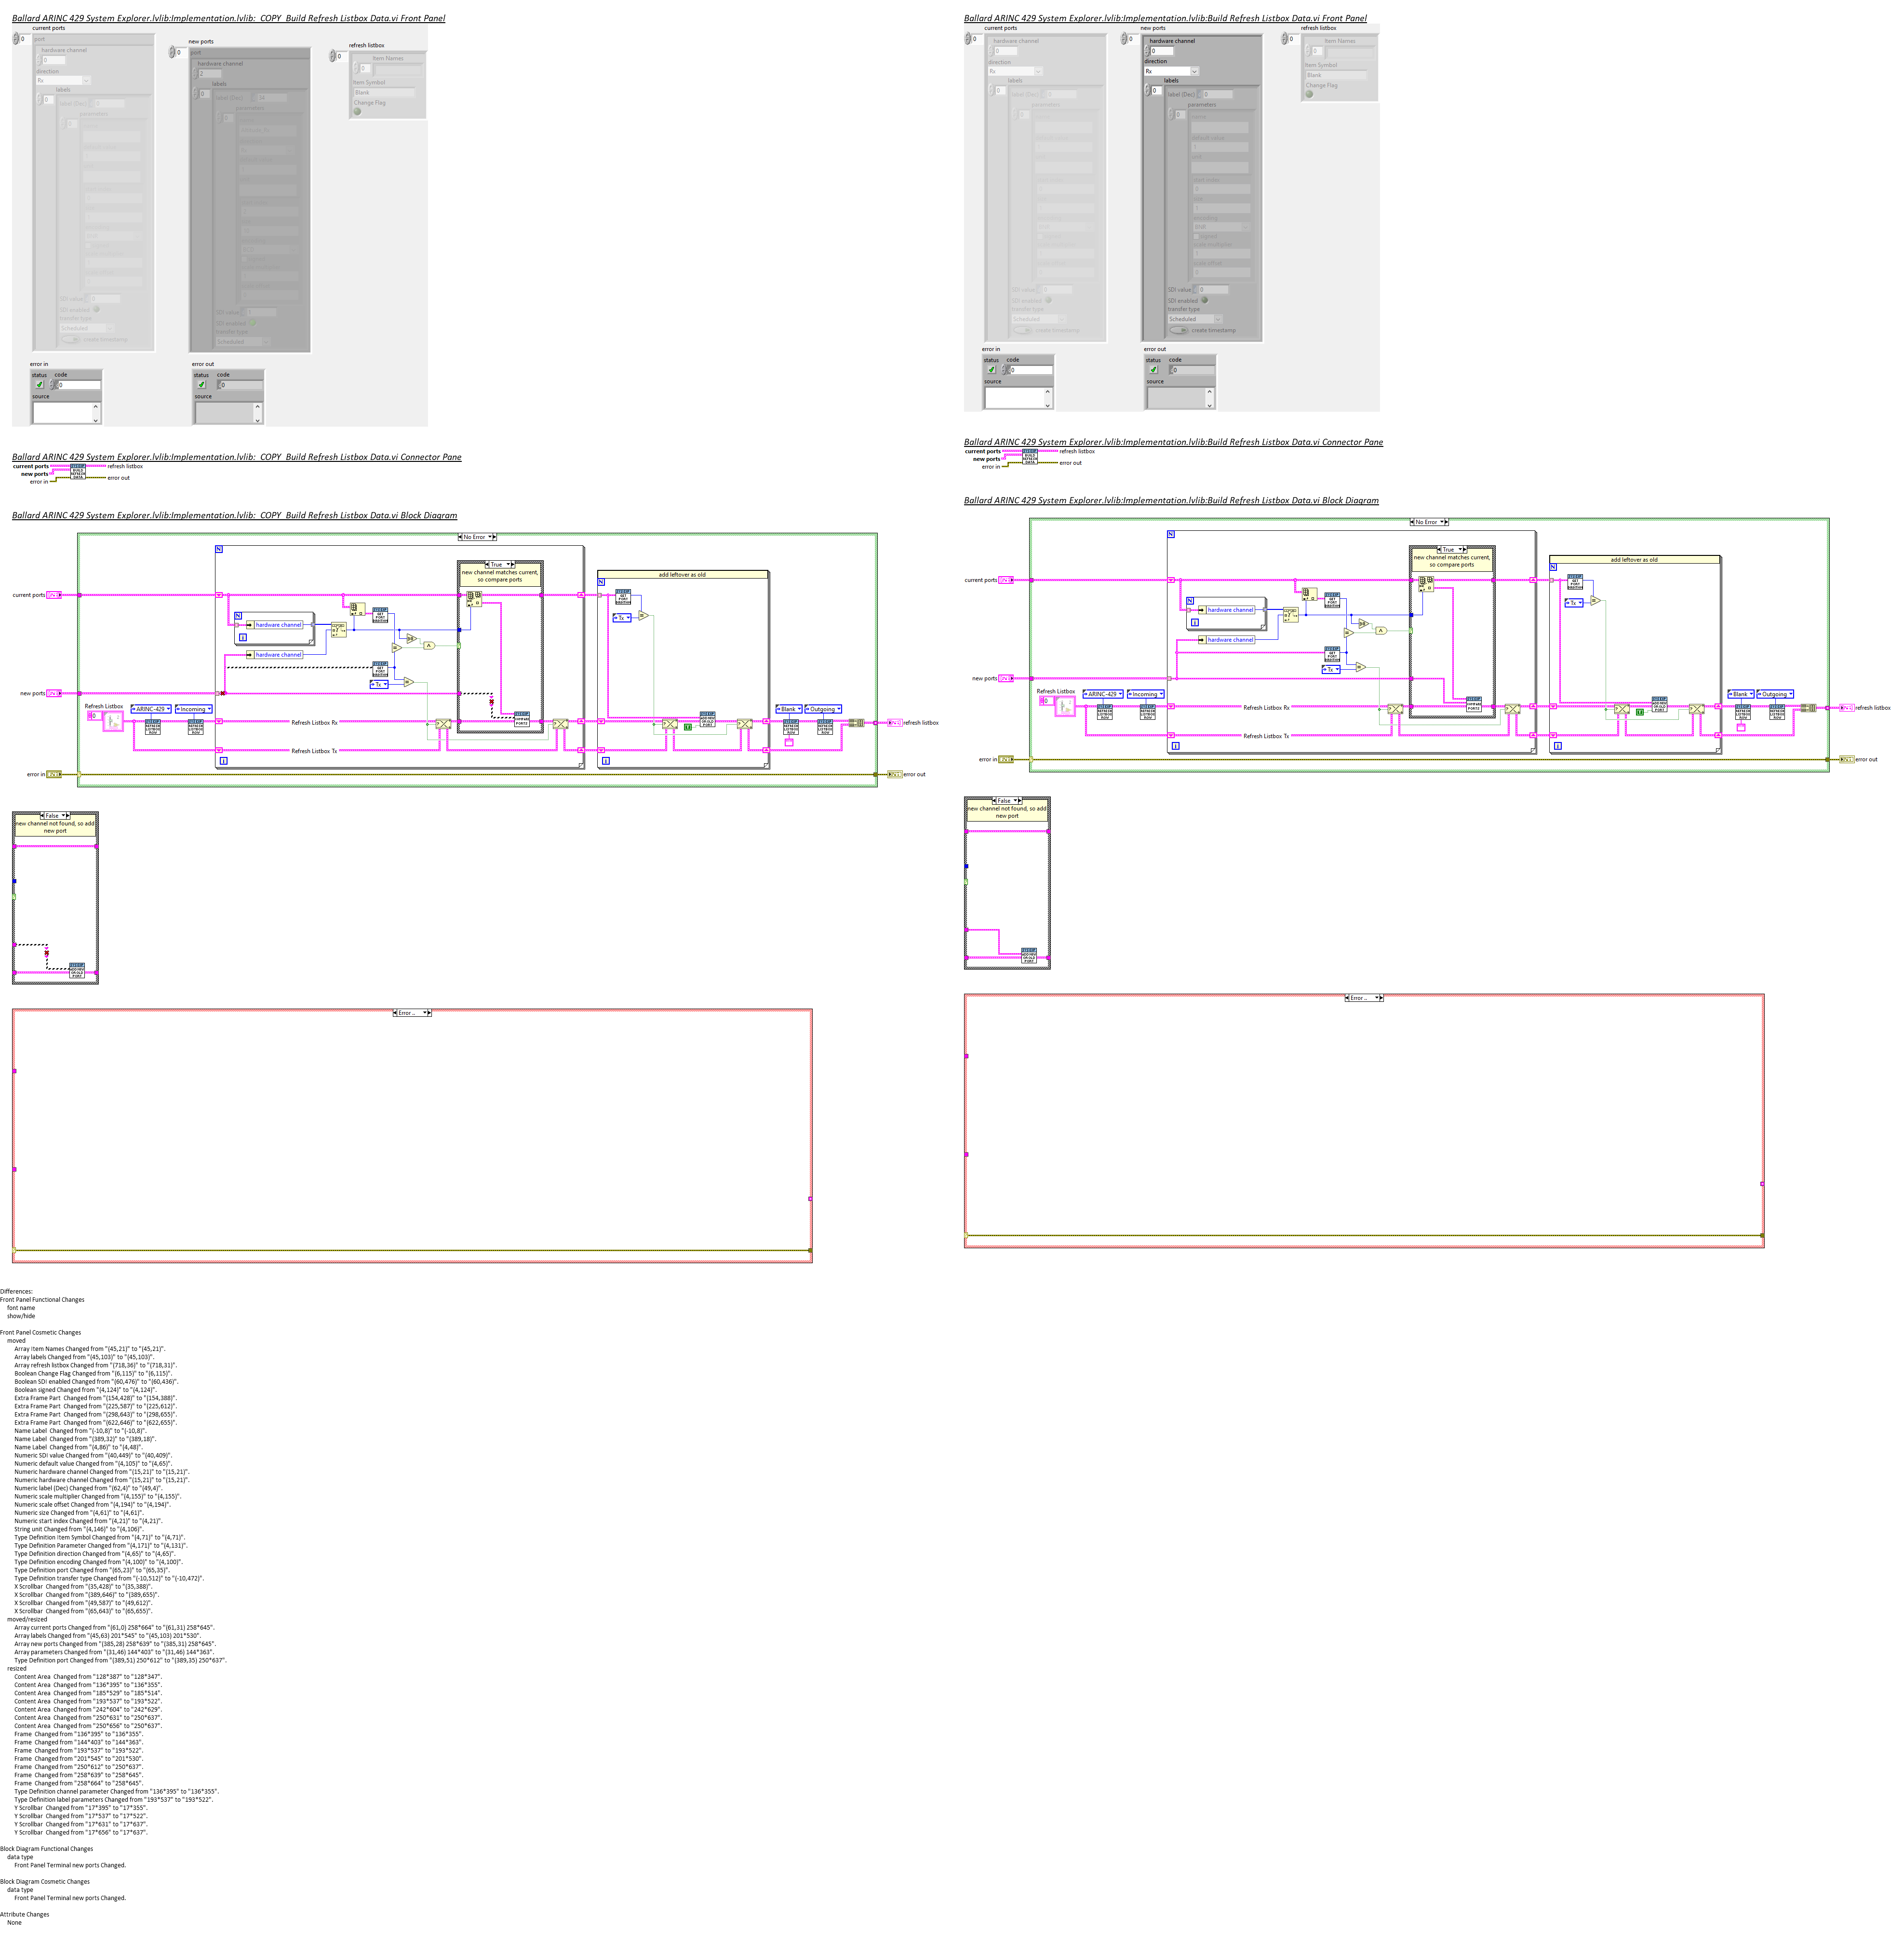 Ballard ARINC 429 System Explorer.lvlib:Implementation.lvlib:_COPY_Build Refresh Listbox Data.vi Front Panel
current ports
port
hardware channel
direction
Rx
labels
label (Dec)
SDI value
SDI enabled
transfer type
Scheduled
create timestamp
new ports
port
hardware channel
2
labels
label (Dec)
parameters
SDI value
SDI enabled
transfer type
Scheduled
refresh listbox
Item Names
Item Symbol
Blank
Change Flag
error in
status code
0
source
error out
status code
0
source
Ballard ARINC 429 System Explorer.lvlib:Implementation.lvlib:_COPY_Build Refresh Listbox Data.vi Connector Pane
current ports
new ports
error in
refresh listbox
error out
Ballard ARINC 429 System Explorer.lvlib:Implementation.lvlib:_COPY_Build Refresh Listbox Data.vi Block Diagram
No Error
True
new channel matches current, so compare ports
add leftover as old
current ports
hardware channel
hardware channel
Tx
Tx
new ports
Refresh Listbox
ARINC-429
Incoming
Refresh Listbox Rx
Refresh Listbox Tx
Blank
Outgoing
refresh listbox
error in
error out
False
new channel not found, so add new port
Error
Ballard ARINC 429 System Explorer.lvlib:Implementation.lvlib:Build Refresh Listbox Data.vi Front Panel
current ports
hardware channel
direction
Rx
labels
label (Dec)
parameters
SDI value
SDI enabled
transfer type
Scheduled
create timestamp
new ports
hardware channel
0
direction
Rx
labels
label (Dec)
parameters
SDI value
SDI enabled
transfer type
Scheduled
create timestamp
refresh listbox
Item Names
Item Symbol
Blank
Change Flag
error in
status code
0
source
error out
status code
0
source
Ballard ARINC 429 System Explorer.lvlib:Implementation.lvlib:Build Refresh Listbox Data.vi Connector Pane
current ports
new ports
error in
refresh listbox
error out
Ballard ARINC 429 System Explorer.lvlib:Implementation.lvlib:Build Refresh Listbox Data.vi Block Diagram
No Error
True
new channel matches current, so compare ports
add leftover as old
current ports
hardware channel
hardware channel
Tx
Tx
new ports
Refresh Listbox
ARINC-429
Incoming
Refresh Listbox Rx
Refresh Listbox Tx
Blank
Outgoing
refresh listbox
error in
error out
False
new channel not found, so add new port
Error
Differences:
Front Panel Functional Changes
font name
show/hide
Front Panel Cosmetic Changes
moved
Array Item Names Changed from "(45,21)" to "(45,21)".
Array labels Changed from "(45,103)" to "(45,103)".
Array refresh listbox Changed from "(718,36)" to "(718,31)".
Boolean Change Flag Changed from "(6,115)" to "(6,115)".
Boolean SDI enabled Changed from "(60,476)" to "(60,436)".
Boolean signed Changed from "(4,124)" to "(4,124)".
Extra Frame Part  Changed from "(154,428)" to "(154,388)".
Extra Frame Part  Changed from "(225,587)" to "(225,612)".
Extra Frame Part  Changed from "(298,643)" to "(298,655)".
Extra Frame Part  Changed from "(622,646)" to "(622,655)".
Name Label  Changed from "(-10,8)" to "(-10,8)".
Name Label  Changed from "(389,32)" to "(389,18)".
Name Label  Changed from "(4,86)" to "(4,48)".
Numeric SDI value Changed from "(40,449)" to "(40,409)".
Numeric default value Changed from "(4,105)" to "(4,65)".
Numeric hardware channel Changed from "(15,21)" to "(15,21)".
Numeric hardware channel Changed from "(15,21)" to "(15,21)".
Numeric label (Dec) Changed from "(62,4)" to "(49,4)".
Numeric scale multiplier Changed from "(4,155)" to "(4,155)".
Numeric scale offset Changed from "(4,194)" to "(4,194)".
Numeric size Changed from "(4,61)" to "(4,61)".
Numeric start index Changed from "(4,21)" to "(4,21)".
String unit Changed from "(4,146)" to "(4,106)".
Type Definition Item Symbol Changed from "(4,71)" to "(4,71)".
Type Definition Parameter Changed from "(4,171)" to "(4,131)".
Type Definition direction Changed from "(4,65)" to "(4,65)".
Type Definition encoding Changed from "(4,100)" to "(4,100)".
Type Definition port Changed from "(65,23)" to "(65,35)".
Type Definition transfer type Changed from "(-10,512)" to "(-10,472)".
X Scrollbar  Changed from "(35,428)" to "(35,388)".
X Scrollbar  Changed from "(389,646)" to "(389,655)".
X Scrollbar  Changed from "(49,587)" to "(49,612)".
X Scrollbar  Changed from "(65,643)" to "(65,655)".
moved/resized
Array current ports Changed from "(61,0) 258*664" to "(61,31) 258*645".
Array labels Changed from "(45,63) 201*545" to "(45,103) 201*530".
Array new ports Changed from "(385,28) 258*639" to "(385,31) 258*645".
Array parameters Changed from "(31,46) 144*403" to "(31,46) 144*363".
Type Definition port Changed from "(389,51) 250*612" to "(389,35) 250*637".
resized
Content Area  Changed from "128*387" to "128*347".
Content Area  Changed from "136*395" to "136*355".
Content Area  Changed from "185*529" to "185*514".
Content Area  Changed from "193*537" to "193*522".
Content Area  Changed from "242*604" to "242*629".
Content Area  Changed from "250*631" to "250*637".
Content Area  Changed from "250*656" to "250*637".
Frame  Changed from "136*395" to "136*355".
Frame  Changed from "144*403" to "144*363".
Frame  Changed from "193*537" to "193*522".
Frame  Changed from "201*545" to "201*530".
Frame  Changed from "250*612" to "250*637".
Frame  Changed from "258*639" to "258*645".
Frame  Changed from "258*664" to "258*645".
Type Definition channel parameter Changed from "136*395" to "136*355".
Type Definition label parameters Changed from "193*537" to "193*522".
Y Scrollbar  Changed from "17*395" to "17*355".
Y Scrollbar  Changed from "17*537" to "17*522".
Y Scrollbar  Changed from "17*631" to "17*637".
Y Scrollbar  Changed from "17*656" to "17*637".
Block Diagram Functional Changes
data type
Front Panel Terminal new ports Changed.
Block Diagram Cosmetic Changes
data type
Front Panel Terminal new ports Changed.
Attribute Changes
None